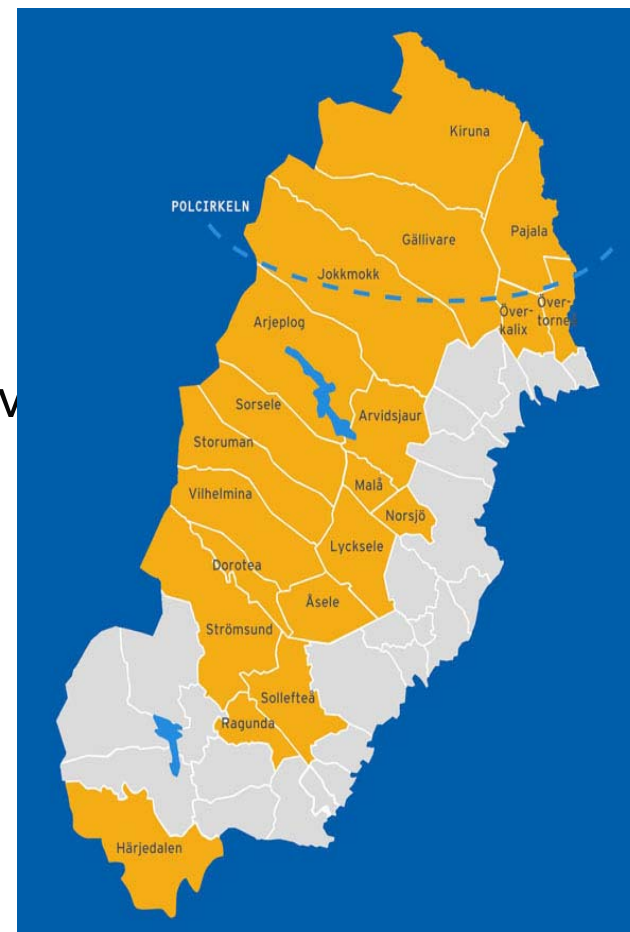 Kiruna
POLCIRKELN
Pajala
Gällivare
Jokkmokk
Över-
kalix
Över-
torneå
Arjeplog
Sorsele
Arvidsjaur
Storuman
Malå
Vilhelmina
Norsjö
Lycksele
Dorotea
Åsele
Strömsund
Sollefteå
Ragunda
Härjedalen